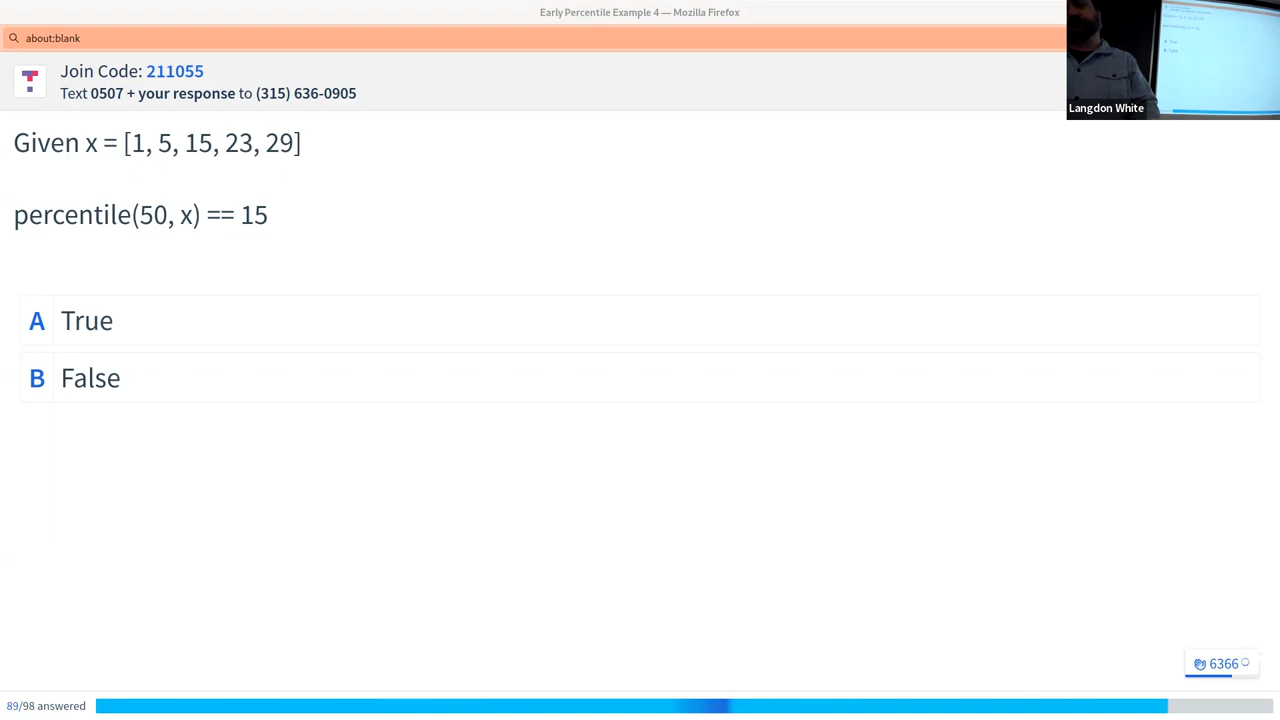 Early Percentile Example 4 — Mozilla Firefox
about:blank
Join Code: 211055
Text 0507 + your response to (315) 636-0905
Langdon White
Given x = [1, 5, 15, 23, 29]
percentile(50, x) == 15
A True
B False
6366
89/98 answered